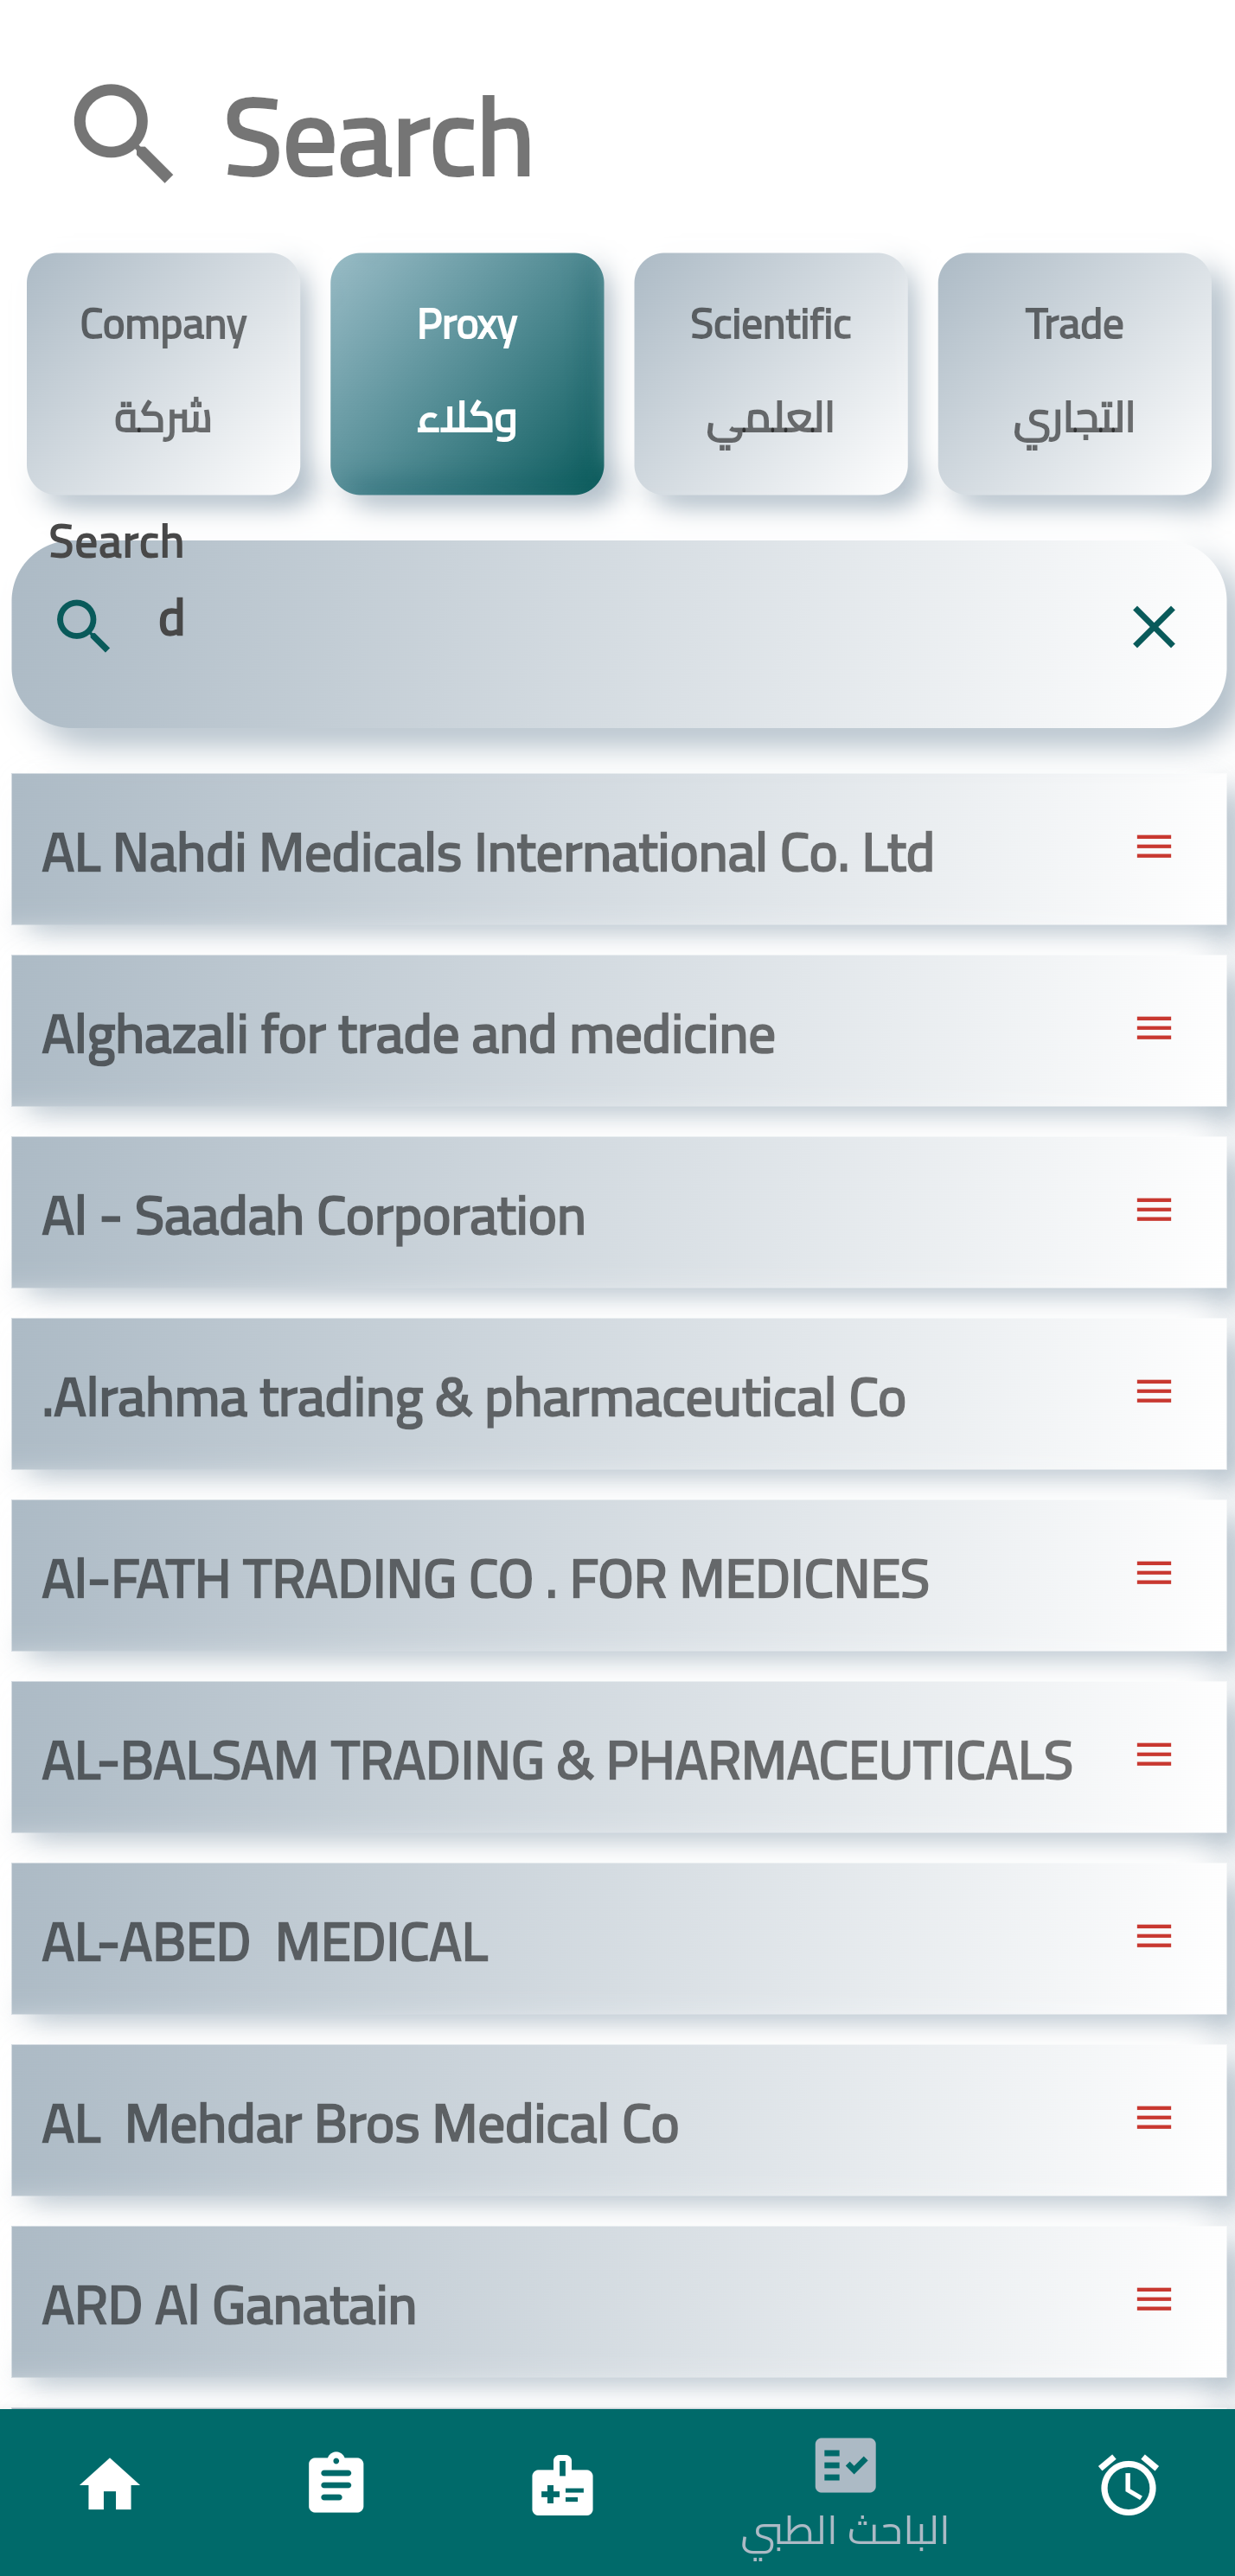 Search
Company
شركة
Proxy
وكلاء
Scientific
العلمي
Trade
التجاري
Search
d
AL Nahdi Medicals International Co. Ltd
Alghazali for trade and medicine
Al - Saadah Corporation
.Alrahma trading & pharmaceutical Co
Al-FATH TRADING CO . FOR MEDICNES
AL-BALSAM TRADING & PHARMACEUTICALS
AL-ABED  MEDICAL
AL  Mehdar Bros Medical Co
ARD Al Ganatain
الباحث الطبي